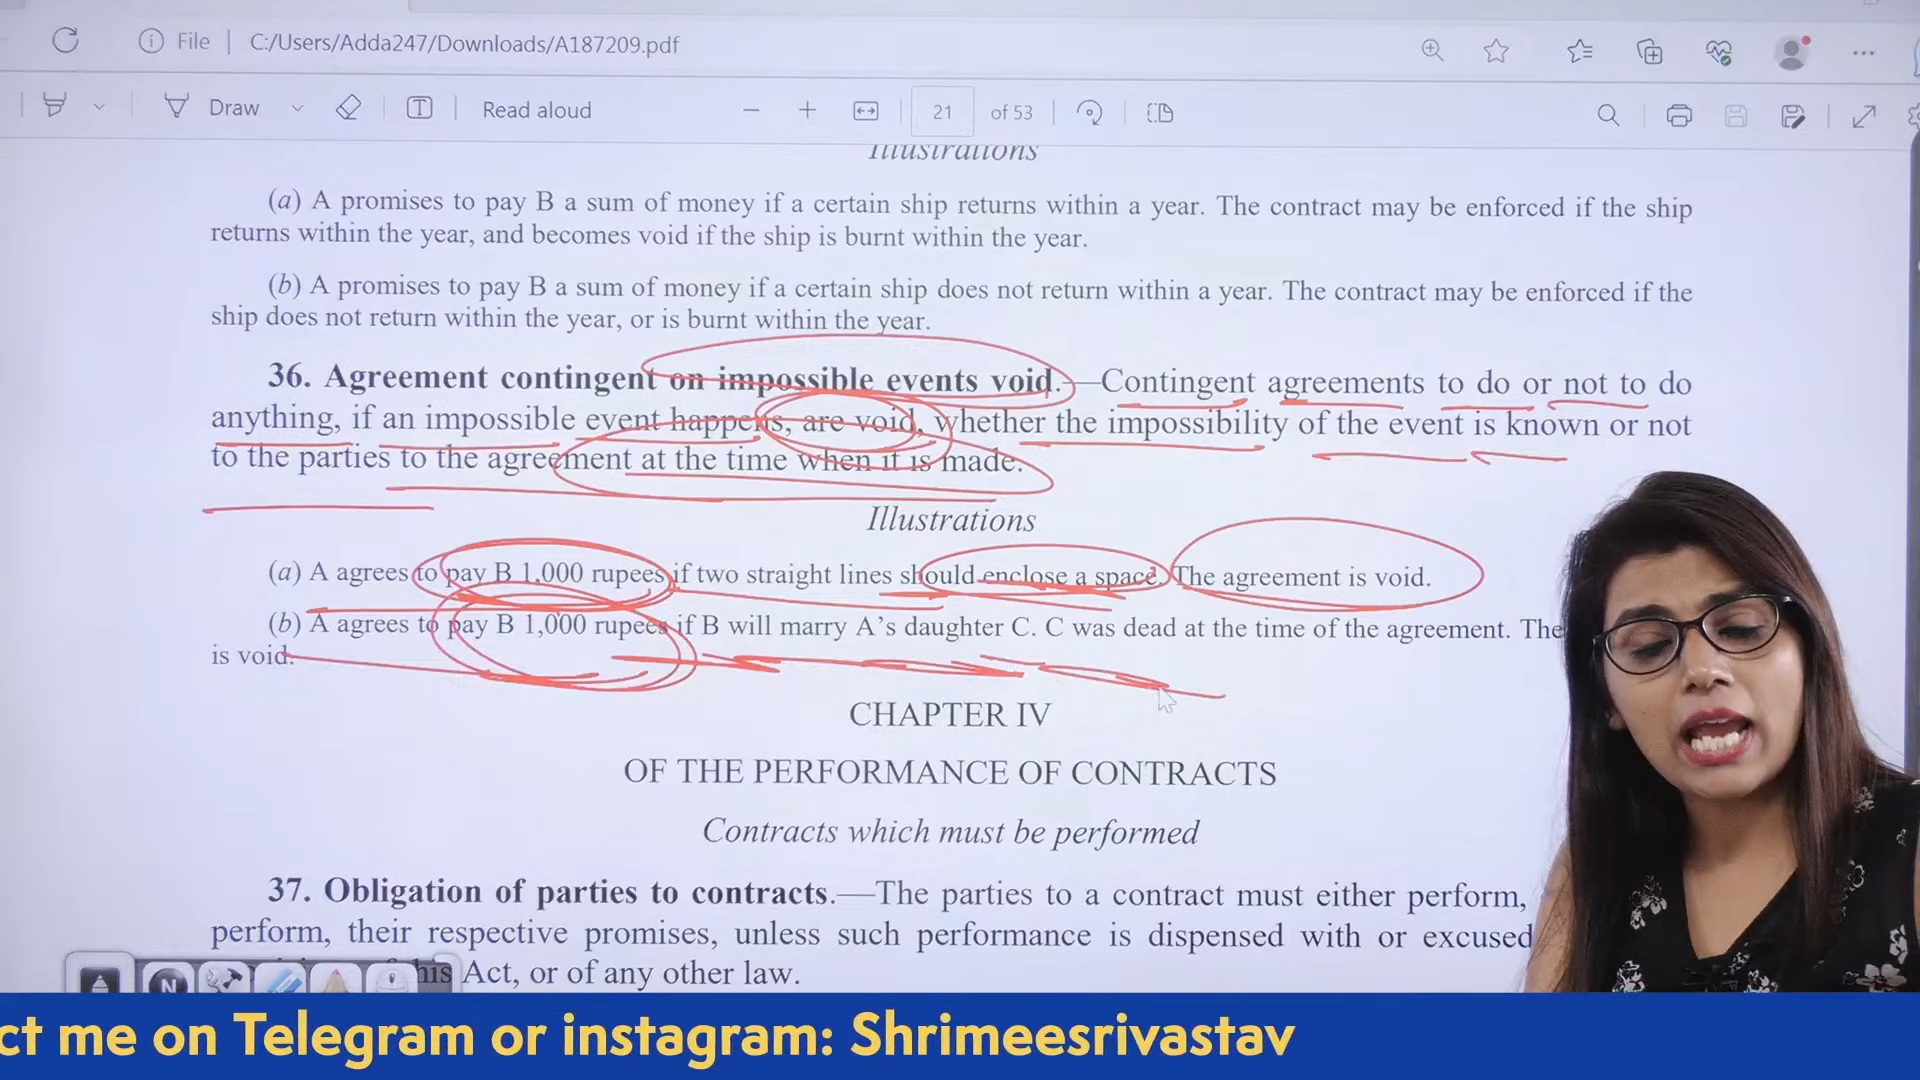 File | C:/Users/Adda247/Downloads/A187209.pdf
Draw Read aloud 21 of 53
Illustrations
(a) A promises to pay B a sum of money if a certain ship returns within a year. The contract may be enforced if the ship
returns within the year, and becomes void if the ship is burnt within the year.
(b) A promises to pay B a sum of money if a certain ship does not return within a year. The contract may be enforced if the
ship does not return within the year, or is burnt within the year.
36. Agreement contingent on impossible events void.—Contingent agreements to do or not to do
anything, if an impossible event happens, are void, whether the impossibility of the event is known or not
to the parties to the agreement at the time when it is made.
Illustrations
(a) A agrees to pay B 1,000 rupees if two straight lines should enclose a space. The agreement is void.
(b) A agrees to pay B 1,000 rupees if B will marry A's daughter C. C was dead at the time of the agreement. The
is void.
CHAPTER IV
OF THE PERFORMANCE OF CONTRACTS
Contracts which must be performed
37. Obligation of parties to contracts.—The parties to a contract must either perform,
perform, their respective promises, unless such performance is dispensed with or excused
his Act, or of any other law.
N
ct me on Telegram or instagram: Shrimeesrivastav